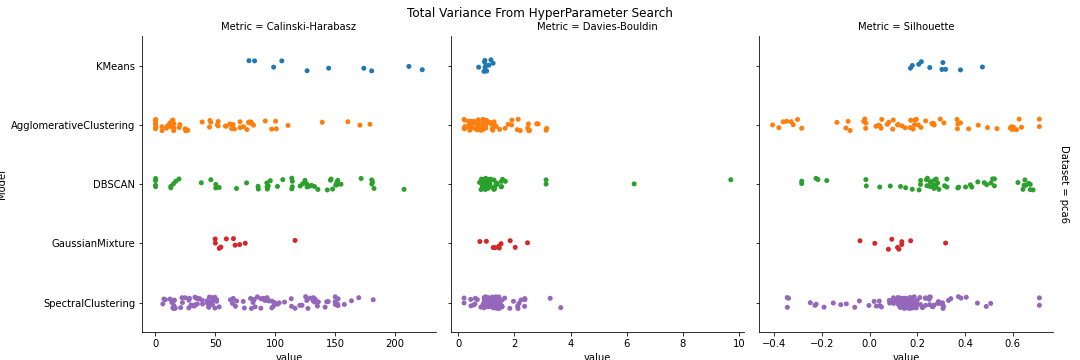 Total Variance From HyperParameter Search
Metric = Calinski-Harabasz
Metric = Davies-Bouldin
Metric = Silhouette
KMeans
AgglomerativeClustering
DBSCAN
GaussianMixture
SpectralClustering
Model
Dataset = pca6
0 50 100 150 200
0 2 4 6 8 10
−0.4 −0.2 0.0 0.2 0.4 0.6
value
value
value